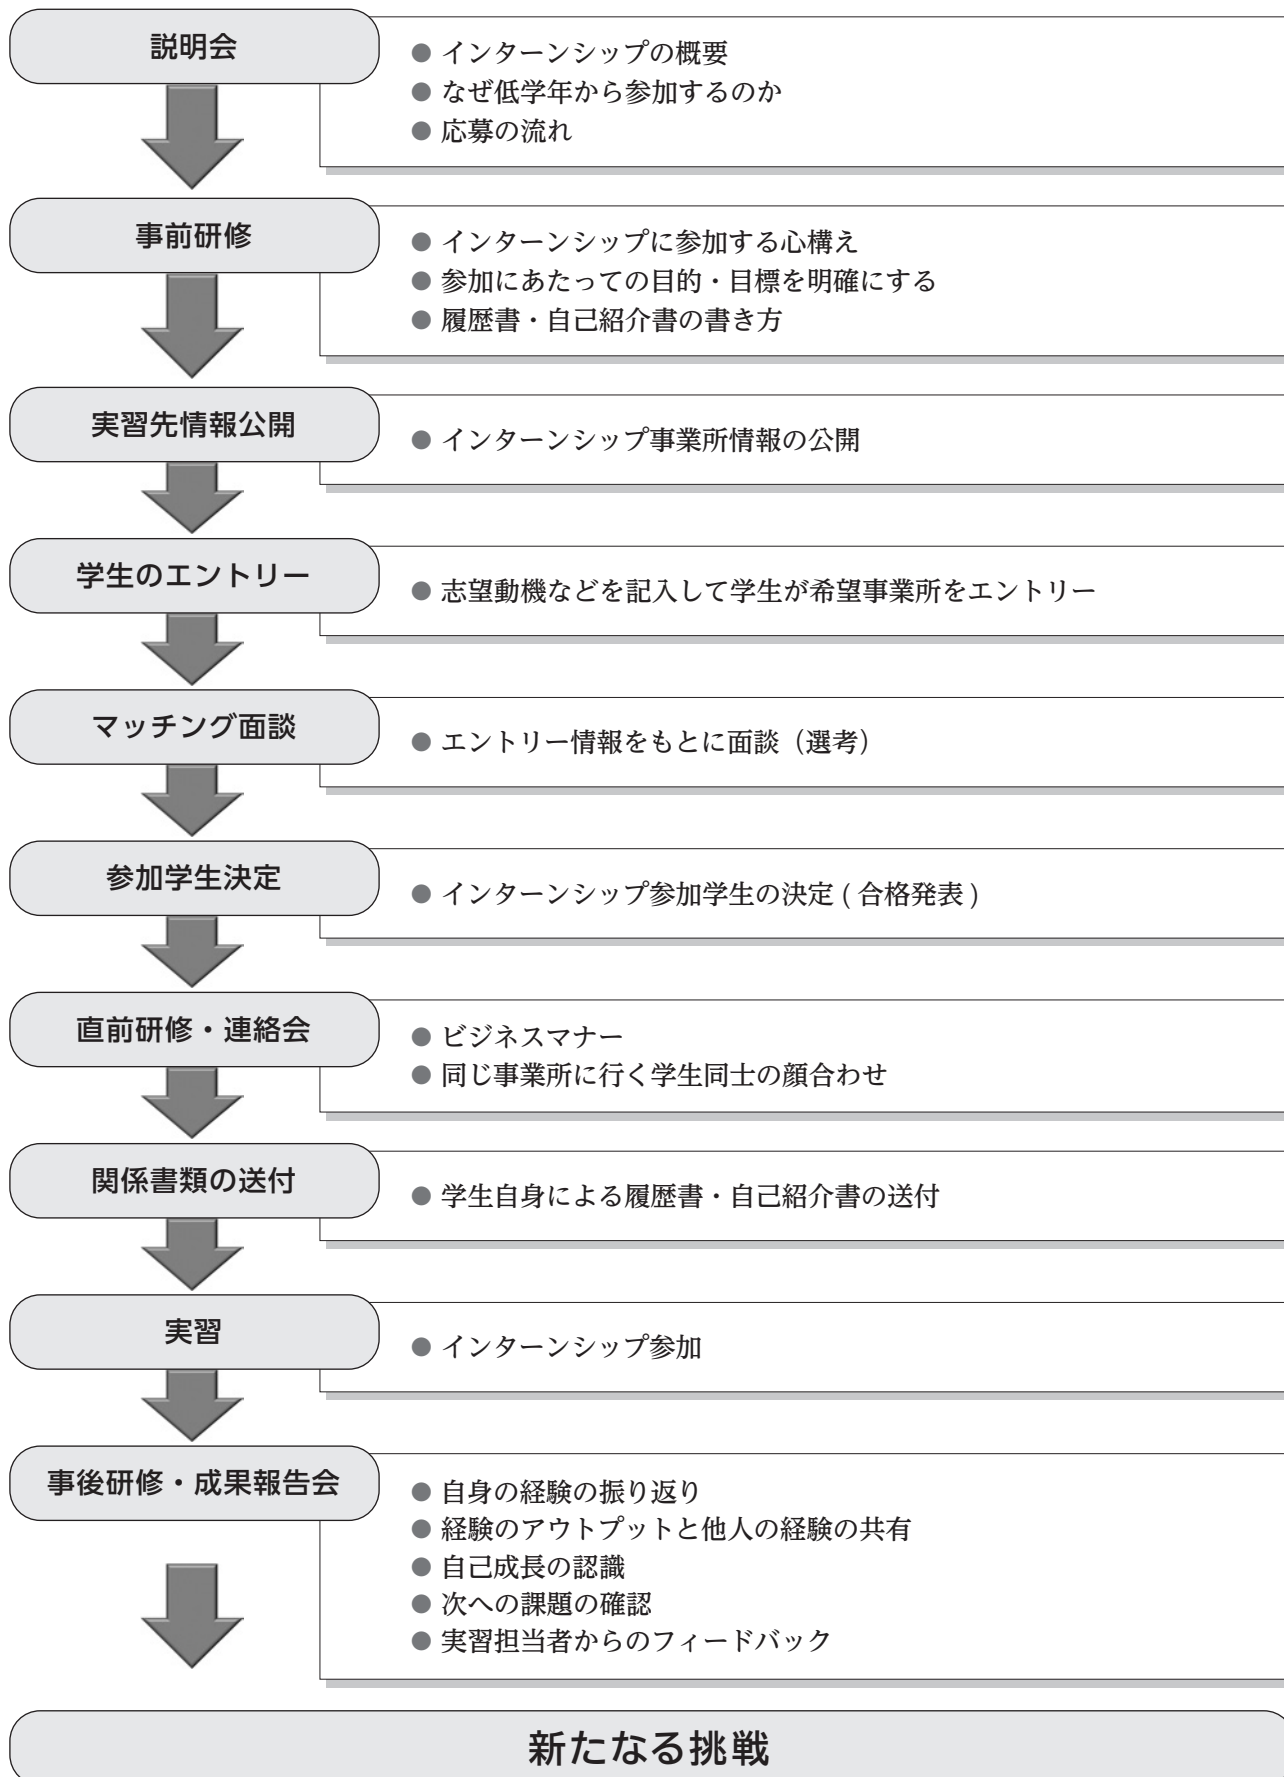 説明会
● インターンシップの概要
● なぜ低学年から参加するのか
● 応募の流れ
事前研修
● インターンシップに参加する心構え
● 参加にあたっての目的・目標を明確にする
● 履歴書・自己紹介書の書き方
実習先情報公開
● インターンシップ事業所情報の公開
学生のエントリー
● 志望動機などを記入して学生が希望事業所をエントリー
マッチング面談
● エントリー情報をもとに面談（選考）
参加学生決定
● インターンシップ参加学生の決定 ( 合格発表 )
直前研修・連絡会
● ビジネスマナー
● 同じ事業所に行く学生同士の顔合わせ
関係書類の送付
● 学生自身による履歴書・自己紹介書の送付
実習
● インターンシップ参加
事後研修・成果報告会
● 自身の経験の振り返り
● 経験のアウトプットと他人の経験の共有
● 自己成長の認識
● 次への課題の確認
● 実習担当者からのフィードバック
新たなる挑戦